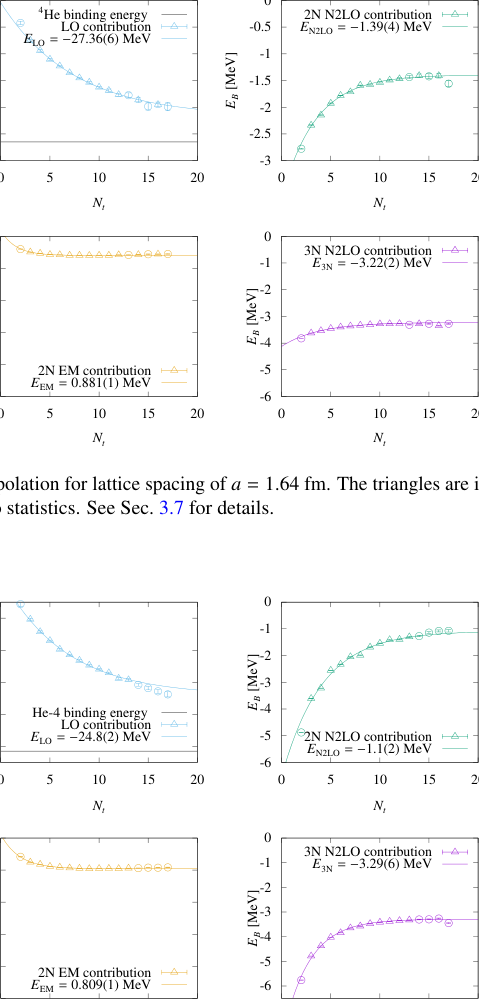 ⁴He binding energy
LO contribution
E_LO = −27.36(6) MeV
0
5
10
15
20
N_t
0
-0.5
-1
-1.5
-2
-2.5
-3
E_B [MeV]
2N N2LO contribution
E_N2LO = −1.39(4) MeV
0
5
10
15
20
N_t
2N EM contribution
E_EM = 0.881(1) MeV
0
5
10
15
20
N_t
0
-1
-2
-3
-4
-5
-6
E_B [MeV]
3N N2LO contribution
E_3N = −3.22(2) MeV
0
5
10
15
20
N_t
polation for lattice spacing of a = 1.64 fm. The triangles are i
statistics. See Sec. 3.7 for details.
He-4 binding energy
LO contribution
E_LO = −24.8(2) MeV
0
5
10
15
20
N_t
0
-1
-2
-3
-4
-5
-6
E_B [MeV]
2N N2LO contribution
E_N2LO = −1.1(2) MeV
0
5
10
15
20
N_t
2N EM contribution
E_EM = 0.809(1) MeV
0
-1
-2
-3
-4
-5
-6
E_B [MeV]
3N N2LO contribution
E_3N = −3.29(6) MeV